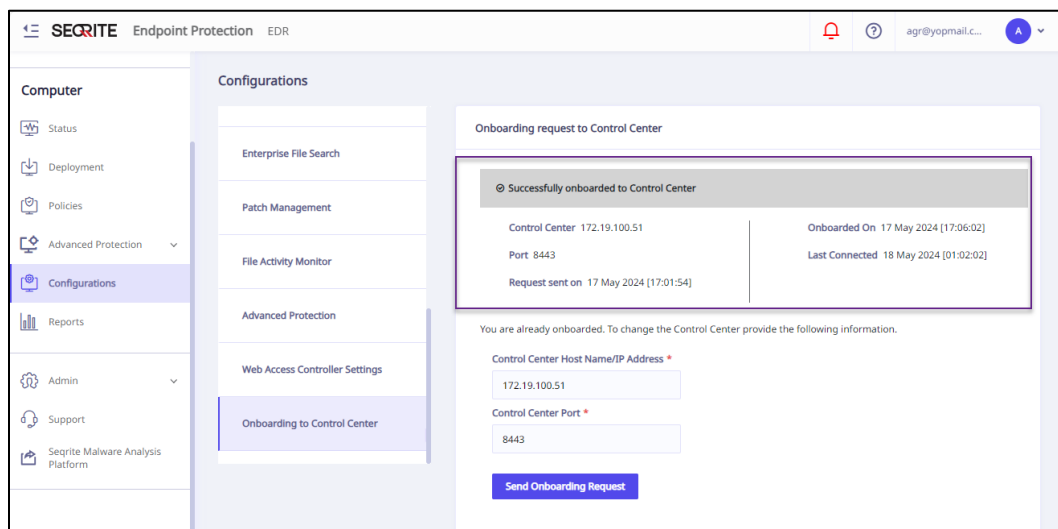 SEQRITE Endpoint Protection EDR
agr@yopmail.c...
A
Computer
Status
Deployment
Policies
Advanced Protection
Configurations
Reports
Admin
Support
Seqrite Malware Analysis
Platform
Configurations
Enterprise File Search
Patch Management
File Activity Monitor
Advanced Protection
Web Access Controller Settings
Onboarding to Control Center
Onboarding request to Control Center
Successfully onboarded to Control Center
Control Center 172.19.100.51
Port 8443
Request sent on 17 May 2024 [17:01:54]
Onboarded On 17 May 2024 [17:06:02]
Last Connected 18 May 2024 [01:02:02]
You are already onboarded. To change the Control Center provide the following information.
Control Center Host Name/IP Address *
172.19.100.51
Control Center Port *
8443
Send Onboarding Request